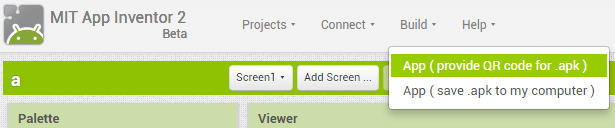 MIT App Inventor 2
Beta
Projects Connect Build Help
App ( provide QR code for .apk )
App ( save .apk to my computer )
a
Screen1 Add Screen ...
Palette Viewer